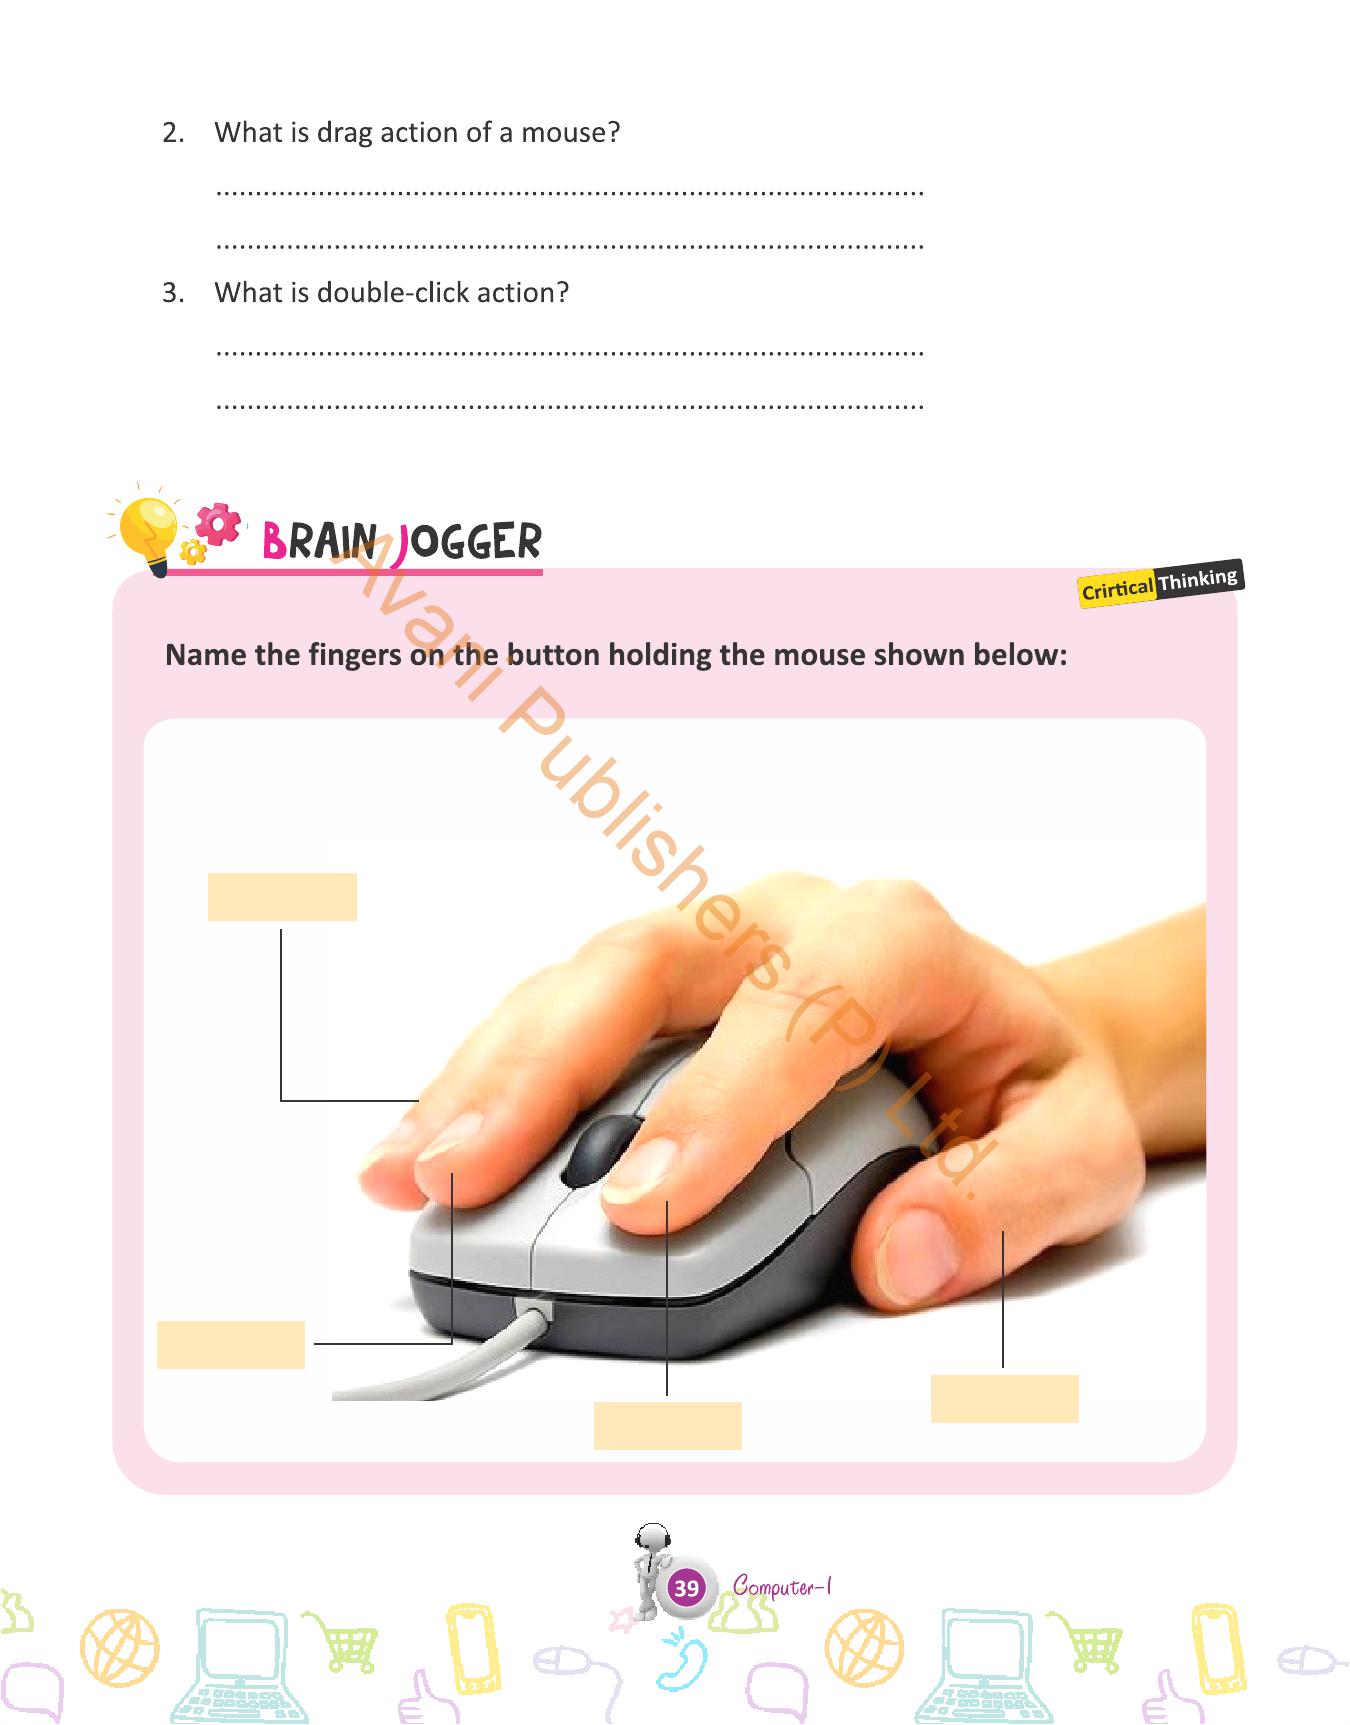 2. What is drag action of a mouse?
..........................................................................................
..........................................................................................
3. What is double-click action?
..........................................................................................
..........................................................................................
BRAIN JOGGER
Crirtical Thinking
Name the fingers on the button holding the mouse shown below:
Avani Publishers (P) Ltd.
39
Computer-1